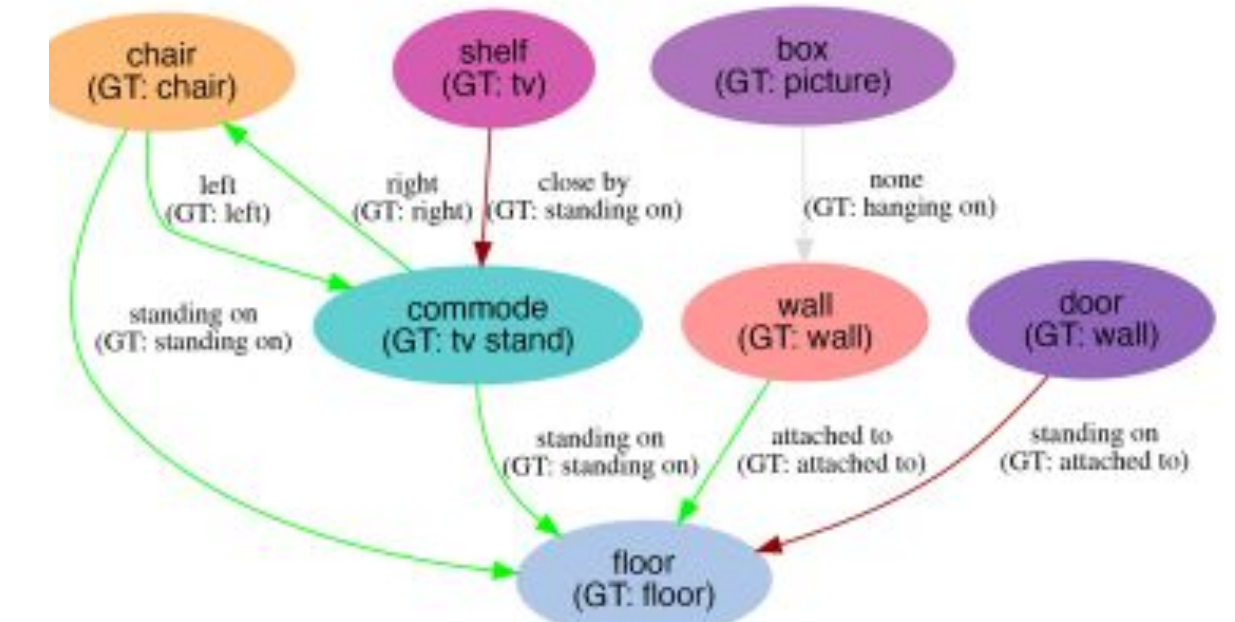 chair
(GT: chair)
shelf
(GT: tv)
box
(GT: picture)
left
(GT: left)
right
(GT: right)
close by
(GT: standing on)
none
(GT: hanging on)
standing on
(GT: standing on)
commode
(GT: tv stand)
wall
(GT: wall)
door
(GT: wall)
standing on
(GT: standing on)
attached to
(GT: attached to)
standing on
(GT: attached to)
floor
(GT: floor)